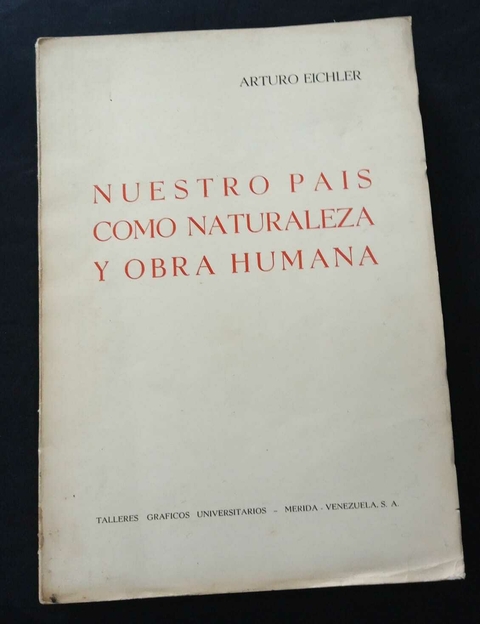 ARTURO EICHLER
NUESTRO PAIS
COMO NATURALEZA
Y OBRA HUMANA
TALLERES GRAFICOS UNIVERSITARIOS - MERIDA - VENEZUELA, S. A.